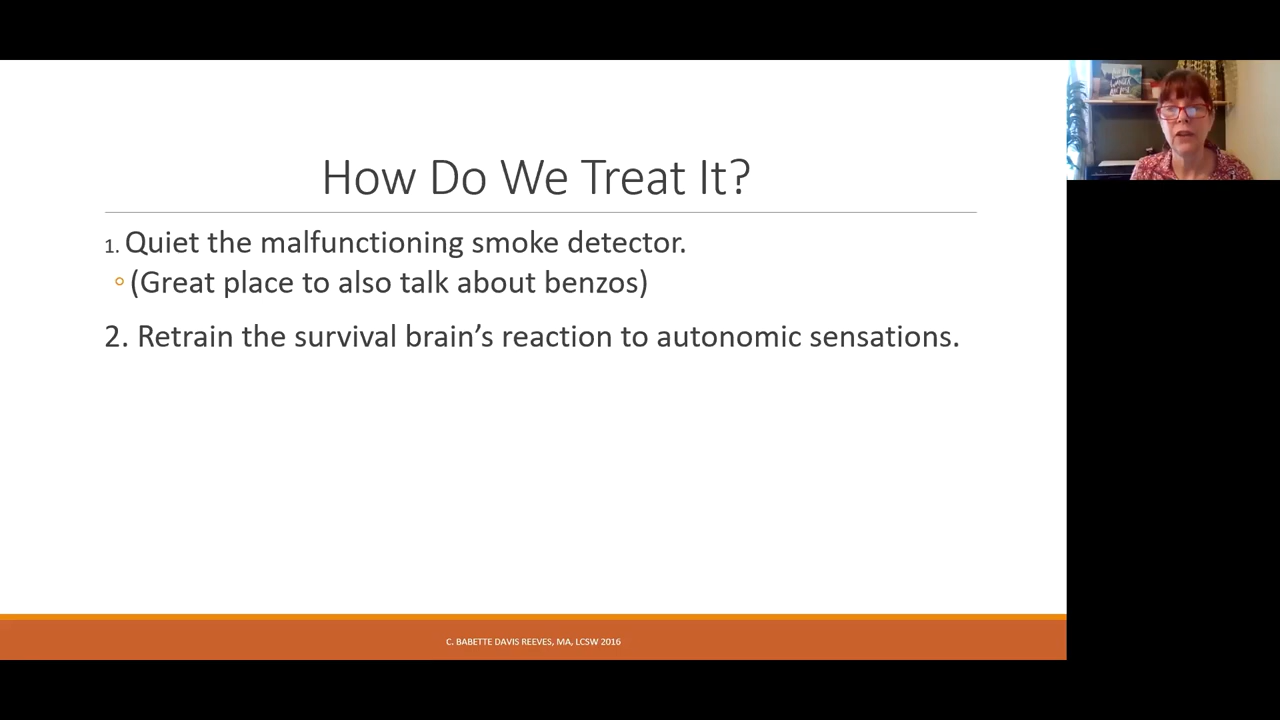 How Do We Treat It?
1. Quiet the malfunctioning smoke detector.
(Great place to also talk about benzos)
2. Retrain the survival brain’s reaction to autonomic sensations.
C. BABETTE DAVIS REEVES, MA, LCSW 2016